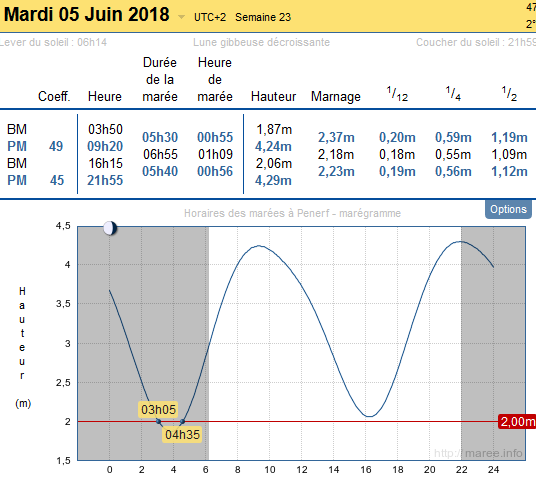 Mardi 05 Juin 2018 UTC+2 Semaine 23
47
2°
Lever du soleil : 06h14 Lune gibbeuse décroissante Coucher du soleil : 21h59
Coeff. Heure Durée de la marée Heure de marée Hauteur Marnage 1/12 1/4 1/2
BM 03h50 1,87m
05h30 00h55 2,37m 0,20m 0,59m 1,19m
PM 49 09h20 4,24m
06h55 01h09 2,18m 0,18m 0,55m 1,09m
BM 16h15 2,06m
05h40 00h56 2,23m 0,19m 0,56m 1,12m
PM 45 21h55 4,29m
Options
Horaires des marées à Penerf - marégramme
4,5
4
3,5
3
2,5
2
1,5
Hauteur
(m)
03h05
04h35
2,00m
http://maree.info
0 2 4 6 8 10 12 14 16 18 20 22 24